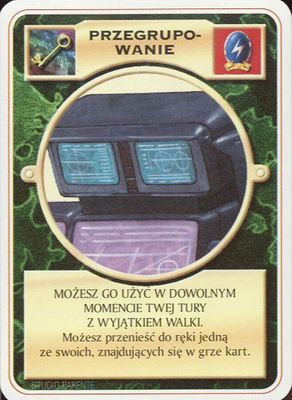 PRZEGRUPO-
WANIE
MOŻESZ GO UŻYĆ W DOWOLNYM
MOMENCIE TWEJ TURY
Z WYJĄTKIEM WALKI.
Możesz przenieść do ręki jedną
ze swoich, znajdujących się w grze kart.
STUDIO PARENTE